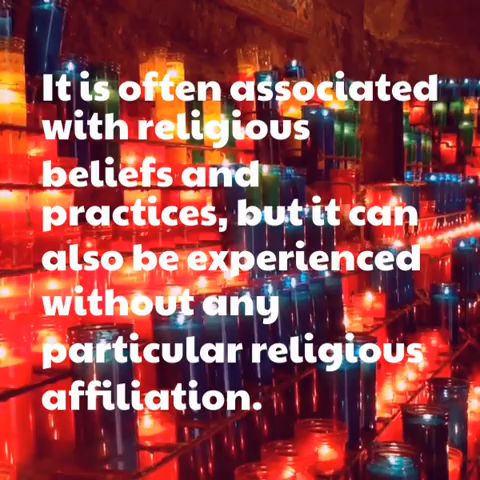 It is often associated
with religious
beliefs and
practices, but it can
also be experienced
without any
particular religious
affiliation.